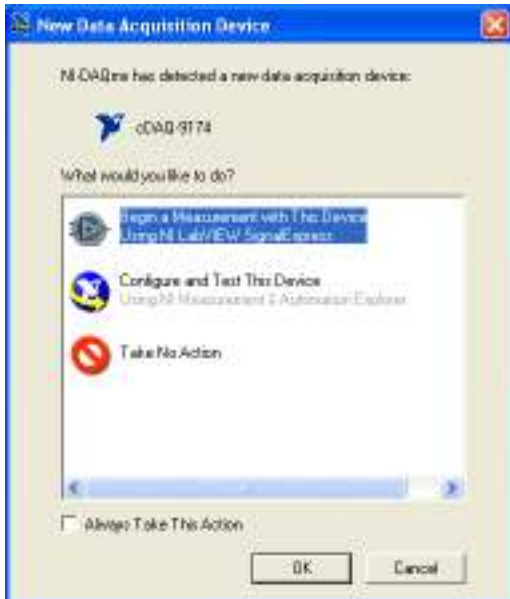 New Data Acquisition Device
NI-DAQmx has detected a new data acquisition device:
cDAQ-9174
What would you like to do?
Begin a Measurement with This Device
Using NI LabVIEW SignalExpress
Configure and Test This Device
Using NI Measurement & Automation Explorer
Take No Action
Always Take This Action
OK
Cancel